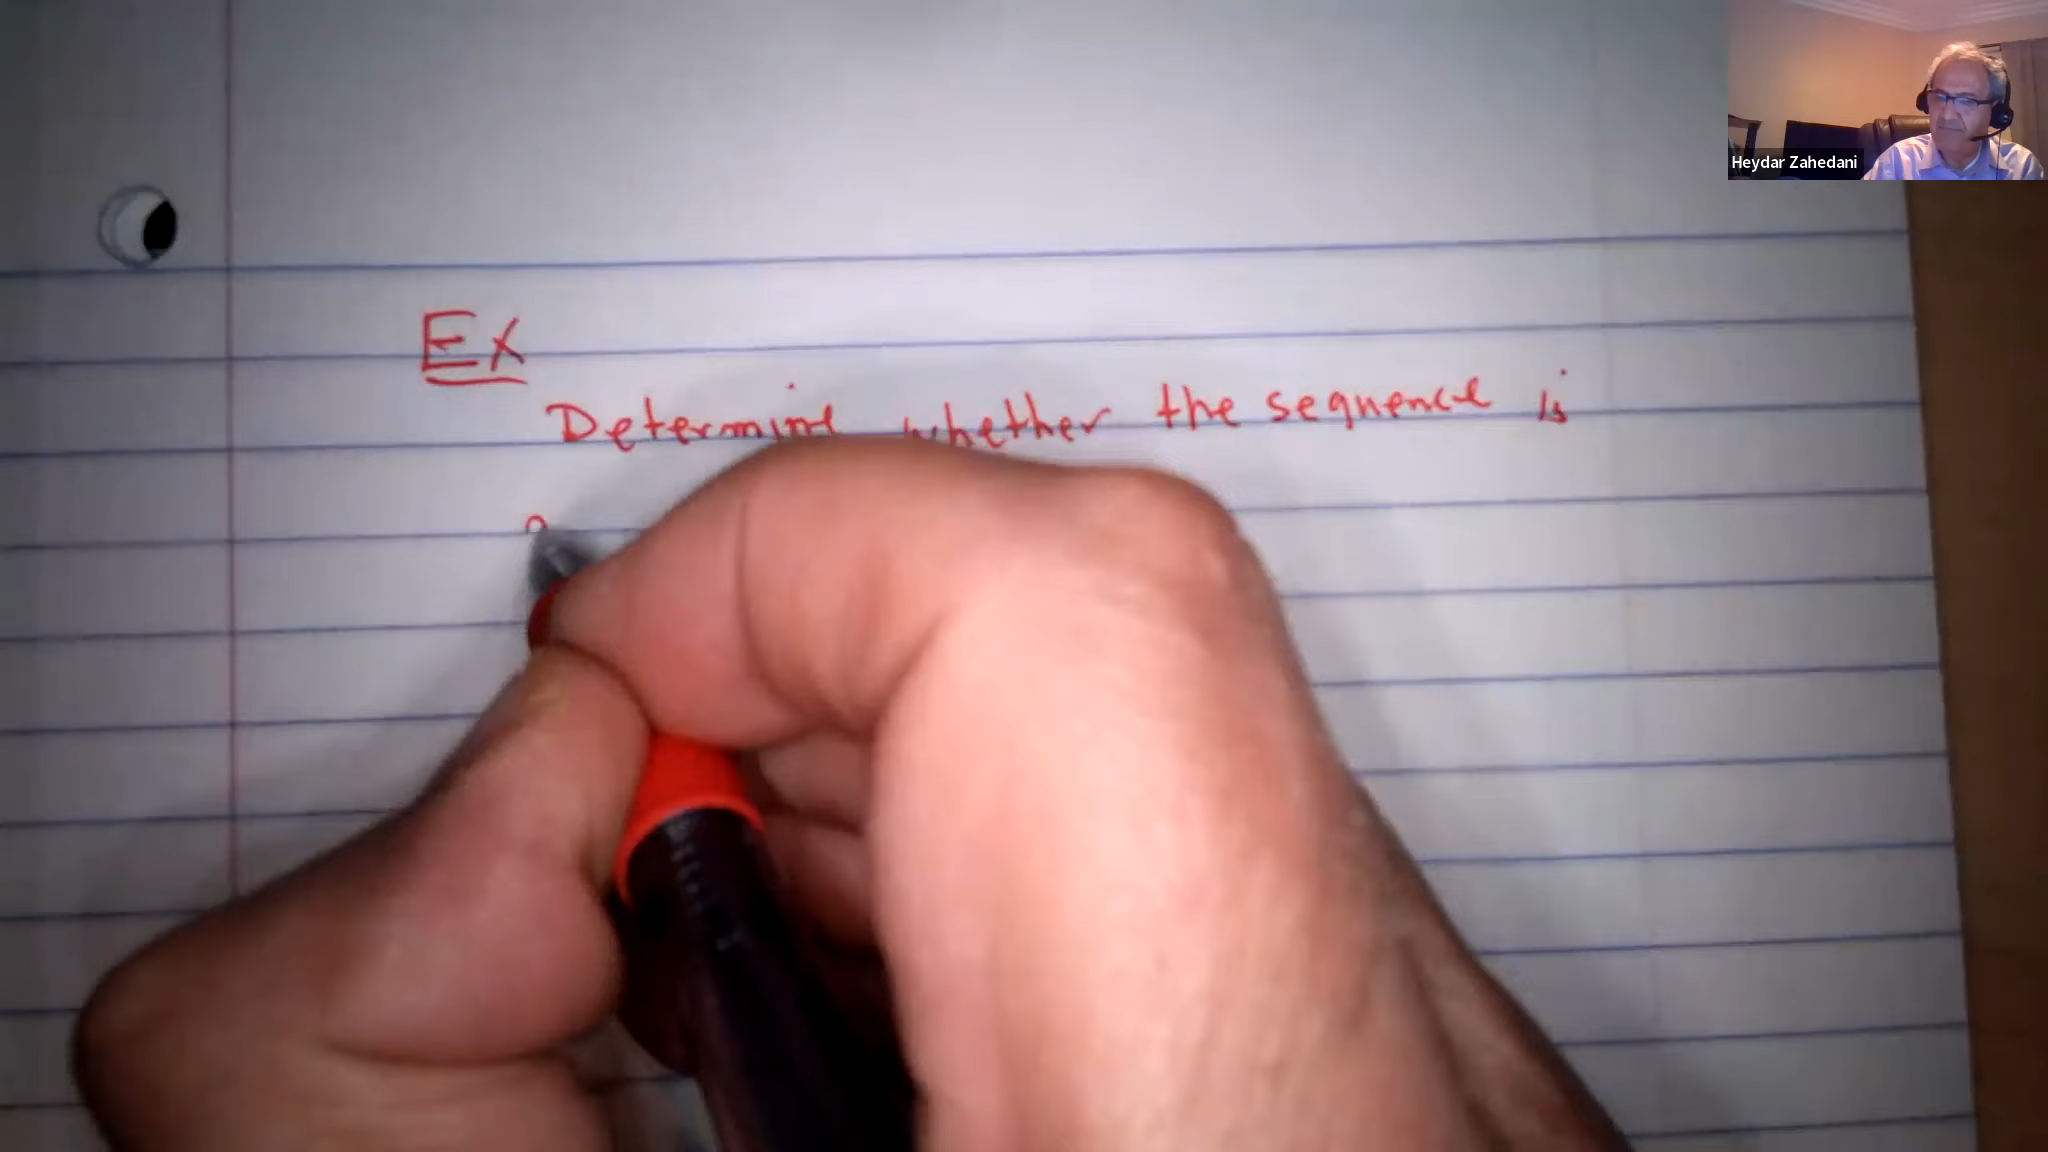 Heydar Zahedani
Ex
Determine whether the sequence is